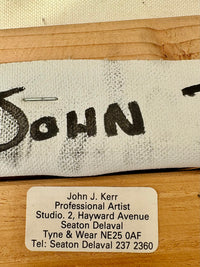 JOHN
John J. Kerr
Professional Artist
Studio. 2, Hayward Avenue
Seaton Delaval
Tyne & Wear NE25 0AF
Tel: Seaton Delaval 237 2360